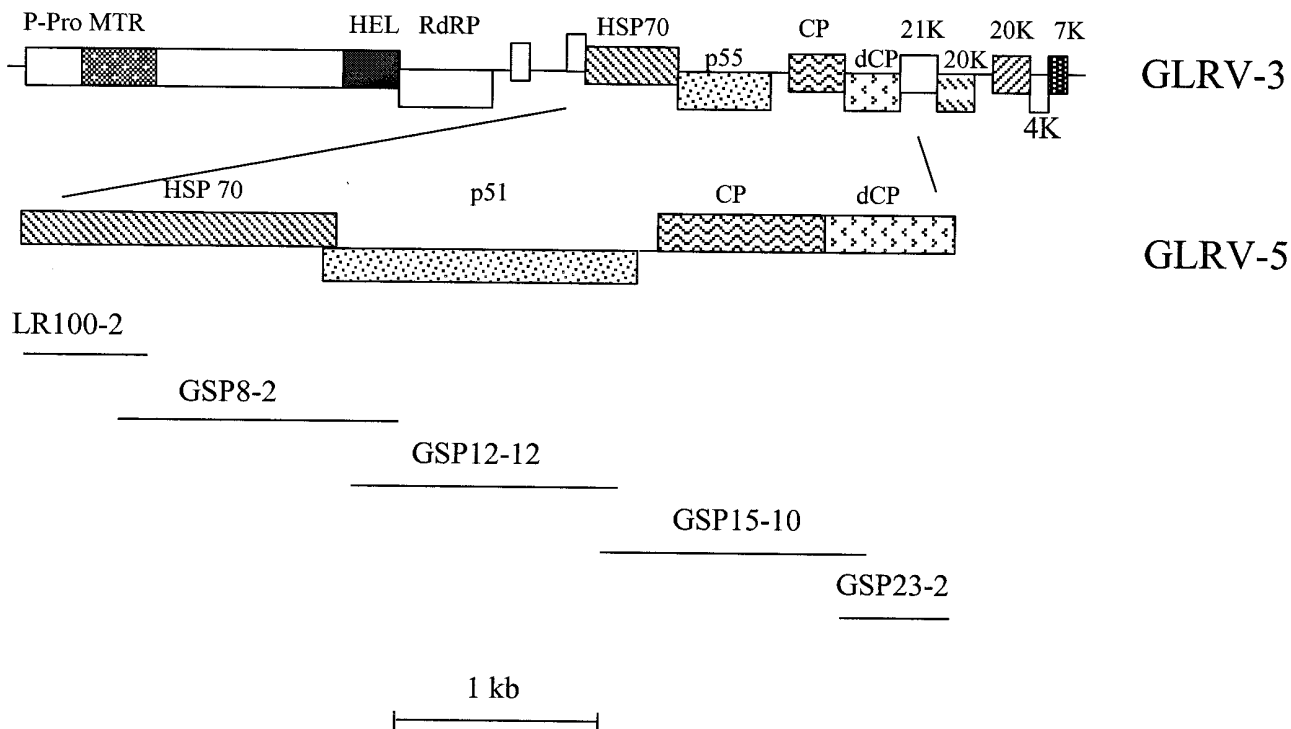 P-Pro MTR HEL RdRP HSP70 p55 CP dCP 21K 20K 20K 7K
4K
GLRV-3
HSP 70 p51 CP dCP
GLRV-5
LR100-2
GSP8-2
GSP12-12
GSP15-10
GSP23-2
1 kb